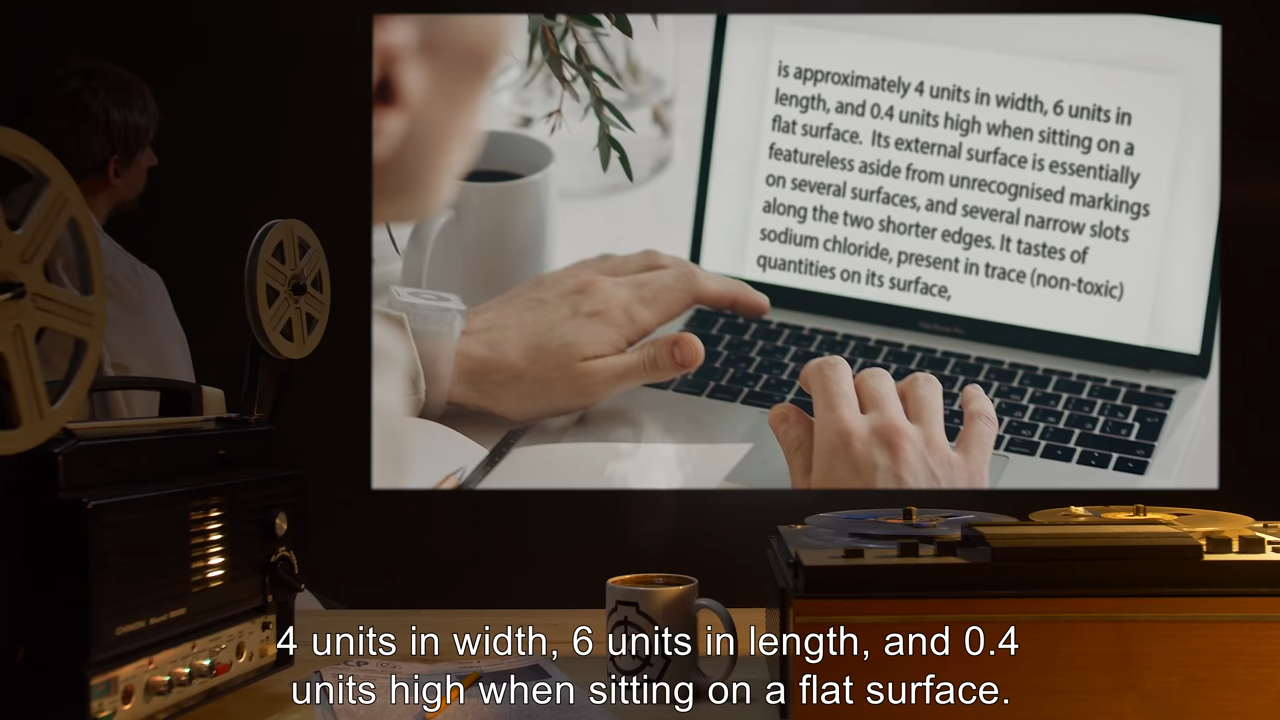 is approximately 4 units in width, 6 units in
length, and 0.4 units high when sitting on a
flat surface. Its external surface is essentially
featureless aside from unrecognised markings
on several surfaces, and several narrow slots
along the two shorter edges. It tastes of
sodium chloride, present in trace (non-toxic)
quantities on its surface,
4 units in width, 6 units in length, and 0.4
units high when sitting on a flat surface.